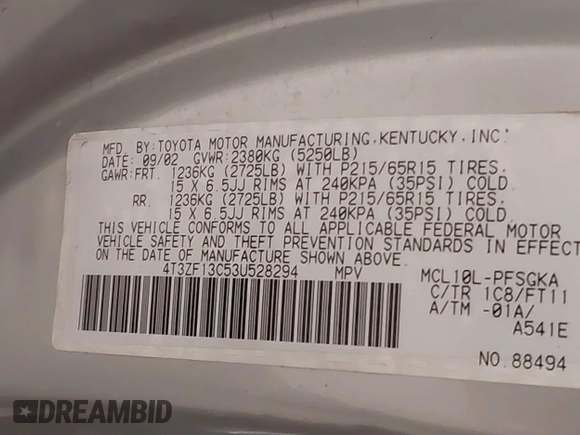 MFD. BY:TOYOTA MOTOR MANUFACTURING,KENTUCKY,INC.
DATE: 09/02 GVWR:2380KG (5250LB)
GAWR:FRT. 1236KG (2725LB) WITH P215/65R15 TIRES.
15 X 6.5JJ RIMS AT 240KPA (35PSI) COLD.
RR. 1236KG (2725LB) WITH P215/65R15 TIRES.
15 X 6.5JJ RIMS AT 240KPA (35PSI) COLD.
THIS VEHICLE CONFORMS TO ALL APPLICABLE FEDERAL MOTOR
VEHICLE SAFETY AND THEFT PREVENTION STANDARDS IN EFFECT
ON THE DATE OF MANUFACTURE SHOWN ABOVE.
4T3ZF13C53U528294 MPV
MCL10L-PFSGKA
C/TR 1C8/FT11
A/TM -01A/
A541E
NO.88494
DREAMBID